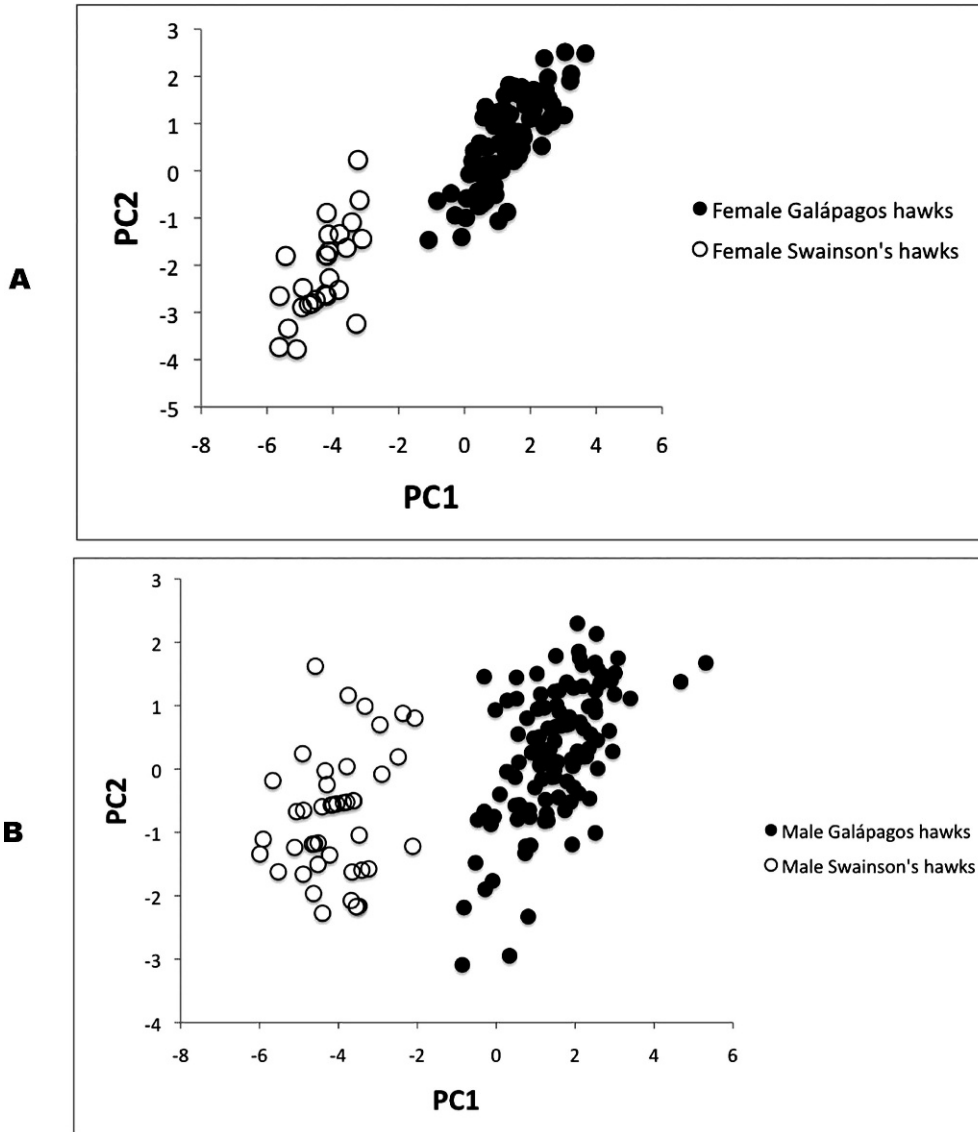 A
3
2
1
0
-1
-2
-3
-4
-5
PC2
-8 -6 -4 -2 0 2 4 6
PC1
Female Galápagos hawks
Female Swainson's hawks
B
3
2
1
0
-1
-2
-3
-4
PC2
-8 -6 -4 -2 0 2 4 6
PC1
Male Galápagos hawks
Male Swainson's hawks